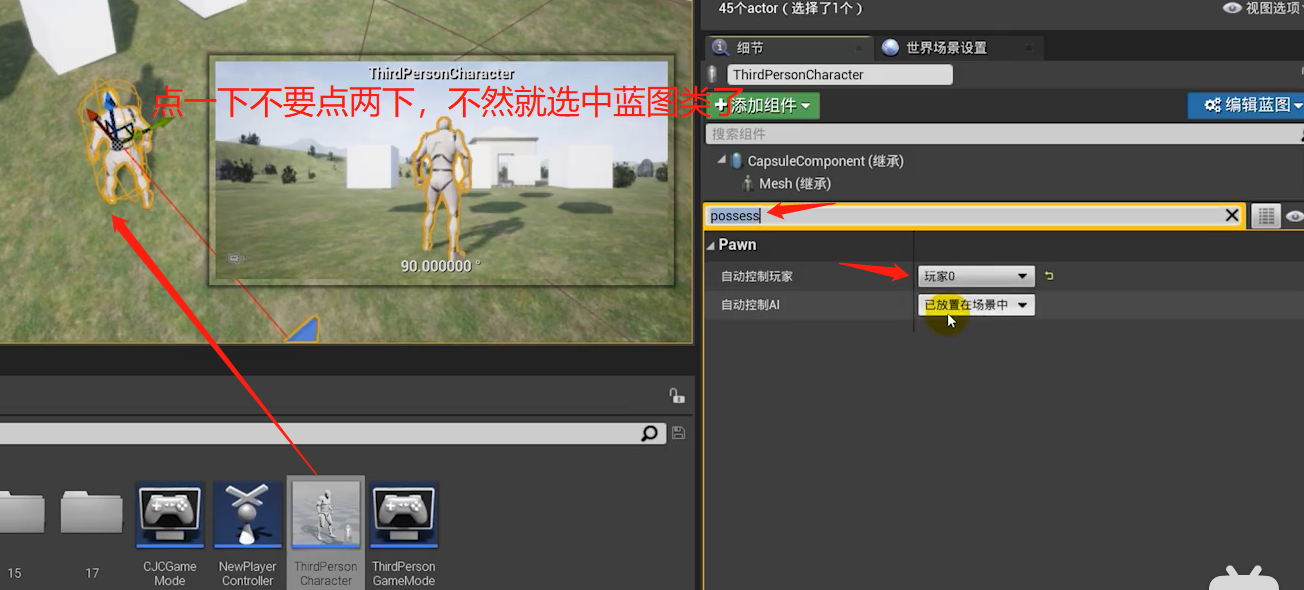 45个actor（选择了1个）
视图选项
细节
世界场景设置
ThirdPersonCharacter
添加组件
编辑蓝图
搜索组件
CapsuleComponent (继承)
Mesh (继承)
possess
Pawn
自动控制玩家
玩家0
自动控制AI
已放置在场景中
ThirdPersonCharacter
点一下不要点两下，不然就选中蓝图类了
90.000000 °
15
17
CJCGame
Mode
NewPlayer
Controller
ThirdPerson
Character
ThirdPerson
GameMode